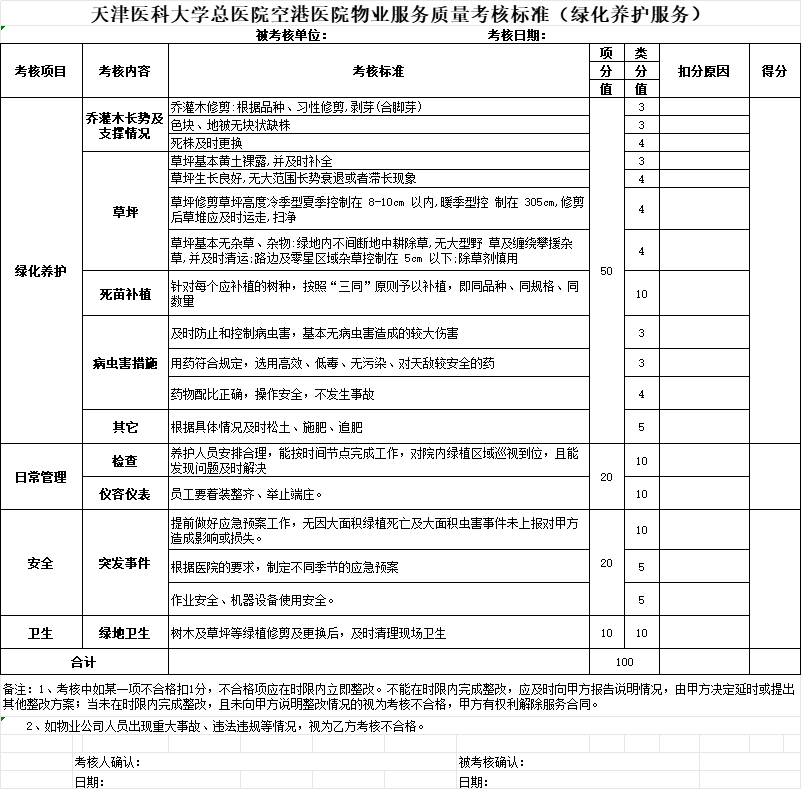 天津医科大学总医院空港医院物业服务质量考核标准（绿化养护服务）
被考核单位：　考核日期：
考核项目　考核内容　考核标准　项分值　类分值　扣分原因　得分
绿化养护　50
乔灌木长势及支撑情况
乔灌木修剪:根据品种、习性修剪,剥芽(合脚芽)　3
色块、地被无块状缺株　3
死株及时更换　4
草坪
草坪基本黄土裸露,并及时补全　3
草坪生长良好,无大范围长势衰退或者滞长现象　4
草坪修剪草坪高度冷季型夏季控制在 8-10cm 以内,暖季型控 制在 305cm,修剪
后草堆应及时运走,扫净　4
草坪基本无杂草、杂物:绿地内不间断地中耕除草,无大型野 草及缠绕攀援杂
草,并及时清运;路边及零星区域杂草控制在 5cm 以下;除草剂慎用　4
死苗补植
针对每个应补植的树种，按照“三同”原则予以补植，即同品种、同规格、同
数量　10
病虫害措施
及时防止和控制病虫害，基本无病虫害造成的较大伤害　3
用药符合规定，选用高效、低毒、无污染、对天敌较安全的药　3
药物配比正确，操作安全，不发生事故　4
其它　根据具体情况及时松土、施肥、追肥　5
日常管理　20
检查
养护人员安排合理，能按时间节点完成工作，对院内绿植区域巡视到位，且能
发现问题及时解决　10
仪容仪表　员工要着装整齐、举止端庄。　10
安全　20
突发事件
提前做好应急预案工作，无因大面积绿植死亡及大面积虫害事件未上报对甲方
造成影响或损失。　10
根据医院的要求，制定不同季节的应急预案　5
作业安全、机器设备使用安全。　5
卫生　绿地卫生　树木及草坪等绿植修剪及更换后，及时清理现场卫生　10　10
合计　100
备注：1、考核中如某一项不合格扣1分，不合格项应在时限内立即整改。不能在时限内完成整改，应及时向甲方报告说明情况，由甲方决定延时或提出
其他整改方案；当未在时限内完成整改，且未向甲方说明整改情况的视为考核不合格，甲方有权利解除服务合同。
2、如物业公司人员出现重大事故、违法违规等情况，视为乙方考核不合格。
考核人确认：　被考核确认：
日期：　日期：